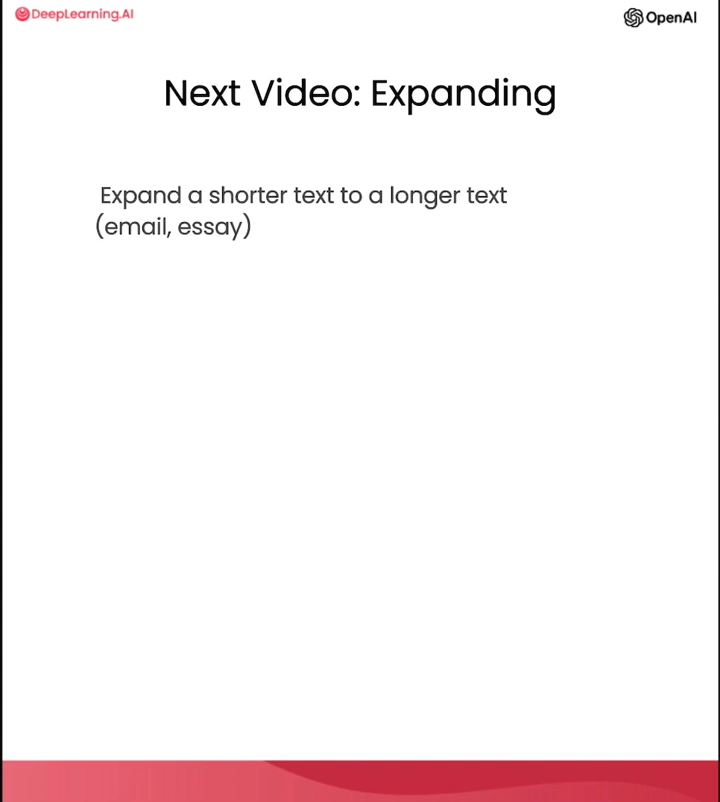 DeepLearning.AI
OpenAI
Next Video: Expanding
Expand a shorter text to a longer text
(email, essay)